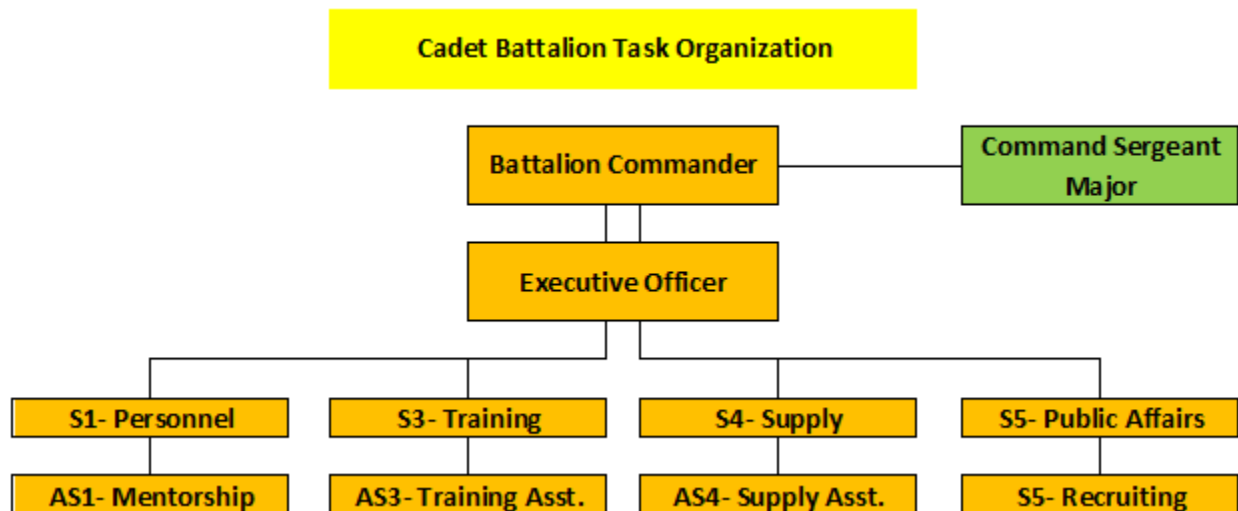 Cadet Battalion Task Organization
Battalion Commander
Command Sergeant
Major
Executive Officer
S1- Personnel
S3- Training
S4- Supply
S5- Public Affairs
AS1- Mentorship
AS3- Training Asst.
AS4- Supply Asst.
S5- Recruiting